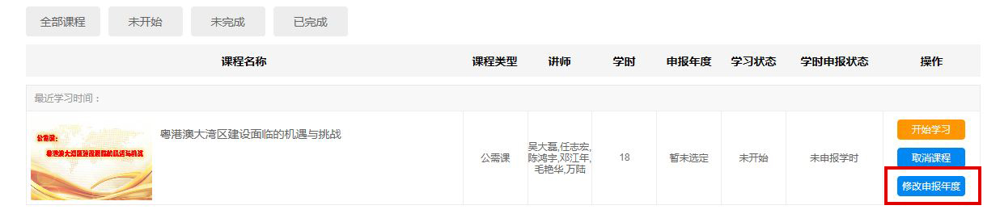 全部课程 未开始 未完成 已完成
课程名称 课程类型 讲师 学时 申报年度 学习状态 学时申报状态 操作
最近学习时间：
公需课：
粤港澳大湾区建设面临的机遇与挑战
粤港澳大湾区建设面临的机遇与挑战
公需课
吴大磊,任志宏,
陈鸿宇,邓江年,
毛艳华,万陆
18
暂未选定
未开始
未申报学时
开始学习
取消课程
修改申报年度